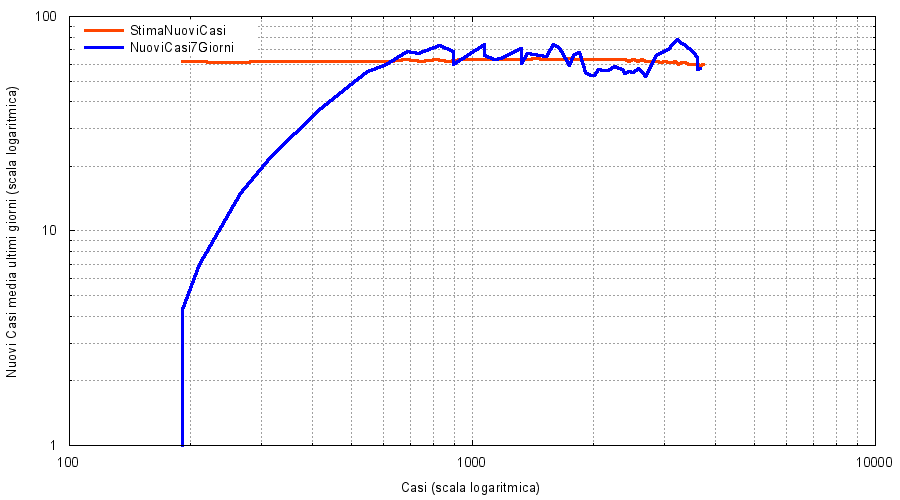 100
StimaNuoviCasi
NuoviCasi7Giorni
10
1
Nuovi Casi media ultimi giorni (scala logaritmica)
100
1000
10000
Casi (scala logaritmica)